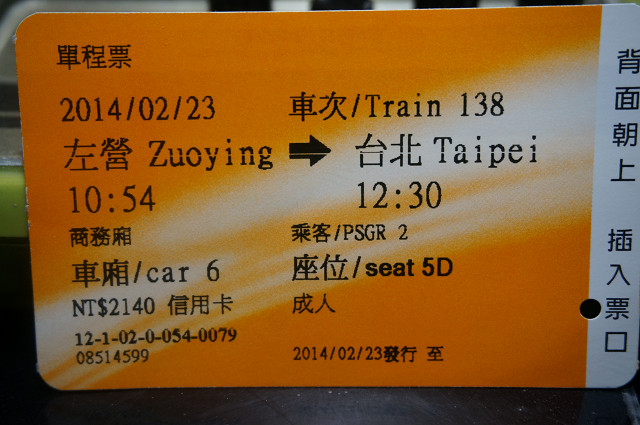 單程票
2014/02/23 車次/Train 138
左營 Zuoying → 台北 Taipei
10:54 12:30
商務廂 乘客/PSGR 2
車廂/car 6 座位/seat 5D
NT$2140 信用卡 成人
12-1-02-0-054-0079
08514599 2014/02/23發行 至
背面朝上 插入票口